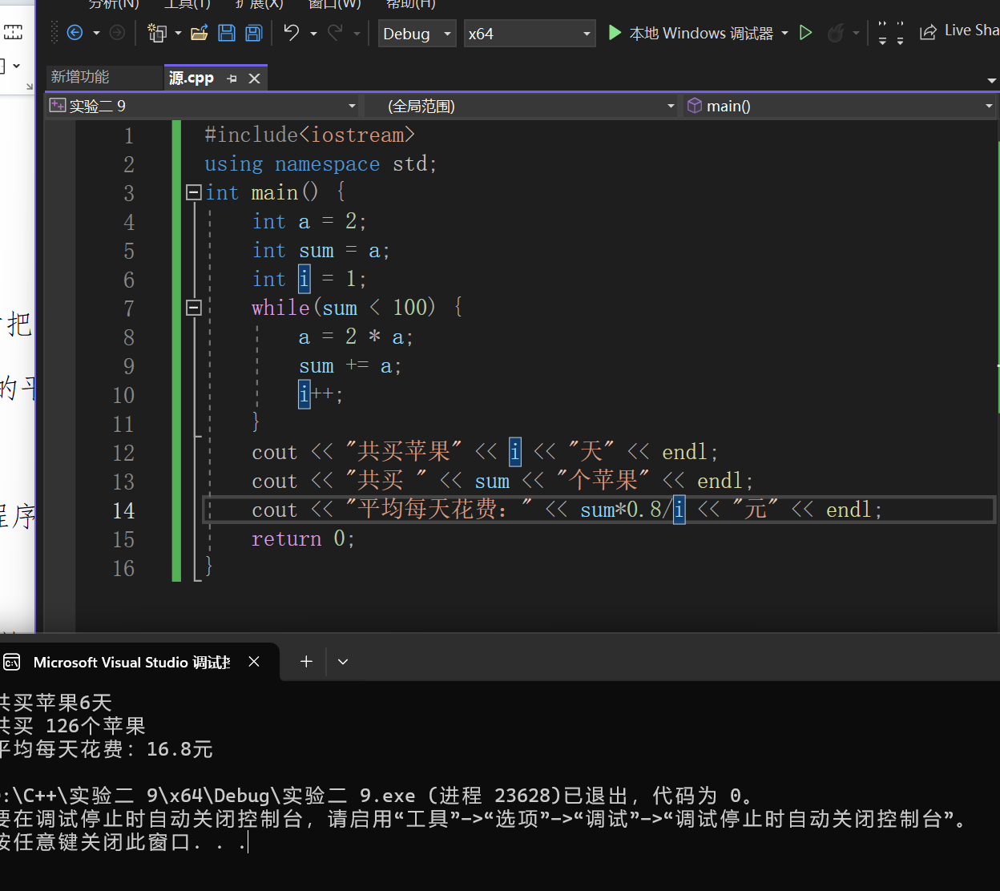 分析(N) 工具(T) 扩展(X) 窗口(W) 帮助(H)
Debug x64 本地 Windows 调试器 Live Sha
新增功能 源.cpp
实验二 9 (全局范围) main()
1 #include<iostream>
2 using namespace std;
3 int main() {
4 int a = 2;
5 int sum = a;
6 int i = 1;
7 while(sum < 100) {
8 a = 2 * a;
9 sum += a;
10 i++;
11 }
12 cout << "共买苹果" << i << "天" << endl;
13 cout << "共买 " << sum << "个苹果" << endl;
14 cout << "平均每天花费：" << sum*0.8/i << "元" << endl;
15 return 0;
16 }
把
的平
程序
Microsoft Visual Studio 调试控
共买苹果6天
共买 126个苹果
平均每天花费：16.8元
:\C++\实验二 9\x64\Debug\实验二 9.exe (进程 23628)已退出，代码为 0。
要在调试停止时自动关闭控制台，请启用“工具”->“选项”->“调试”->“调试停止时自动关闭控制台”。
按任意键关闭此窗口. . .